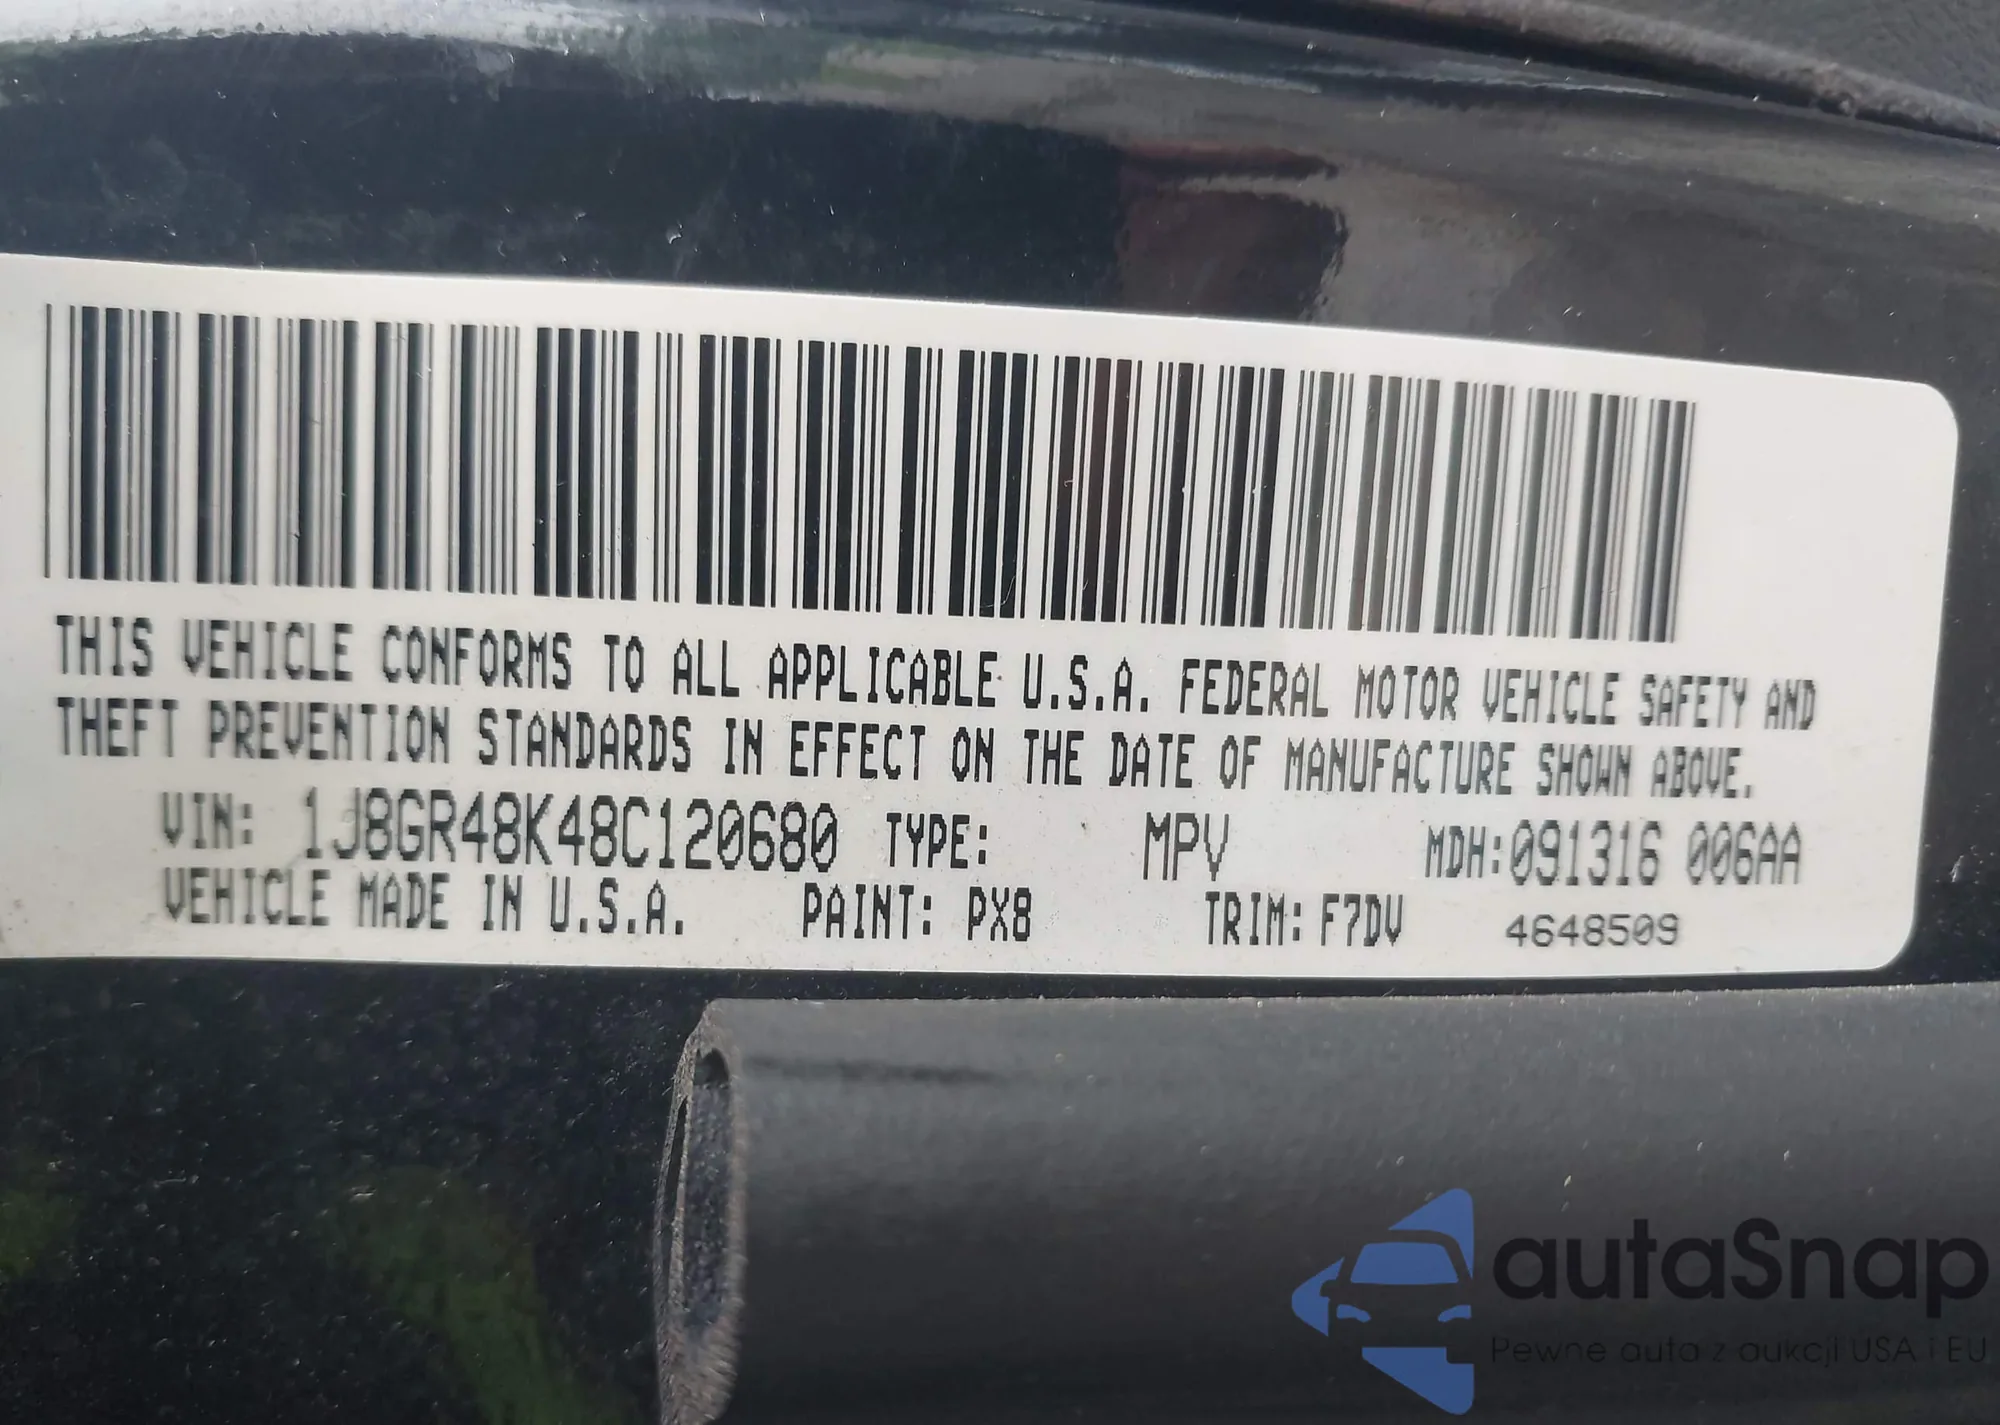 THIS VEHICLE CONFORMS TO ALL APPLICABLE U.S.A. FEDERAL MOTOR VEHICLE SAFETY AND
THEFT PREVENTION STANDARDS IN EFFECT ON THE DATE OF MANUFACTURE SHOWN ABOVE.
VIN: 1J8GR48K48C120680 TYPE: MPV MDH:091316 006AA
VEHICLE MADE IN U.S.A. PAINT: PX8 TRIM: F7DV 4648509
autaSnap
Pewne auta z aukcji USA i EU